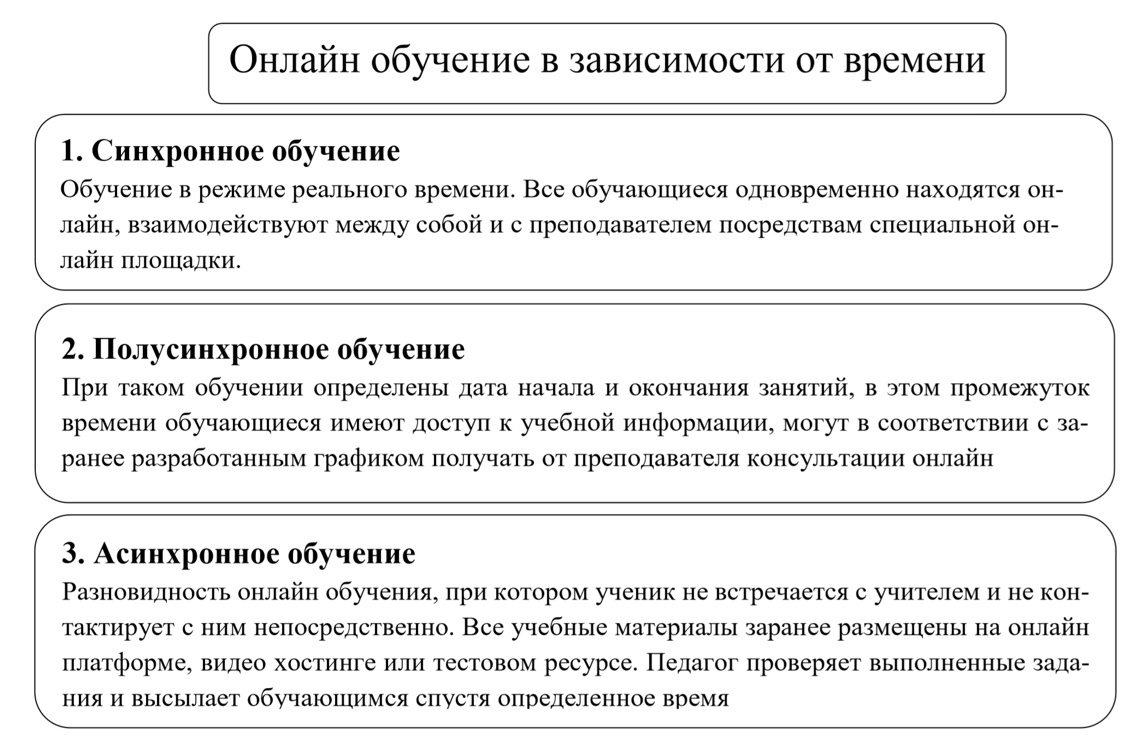 Онлайн обучение в зависимости от времени
1. Синхронное обучение
Обучение в режиме реального времени. Все обучающиеся одновременно находятся он-
лайн, взаимодействуют между собой и с преподавателем посредствам специальной он-
лайн площадки.
2. Полусинхронное обучение
При таком обучении определены дата начала и окончания занятий, в этом промежуток
времени обучающиеся имеют доступ к учебной информации, могут в соответствии с за-
ранее разработанным графиком получать от преподавателя консультации онлайн
3. Асинхронное обучение
Разновидность онлайн обучения, при котором ученик не встречается с учителем и не кон-
тактирует с ним непосредственно. Все учебные материалы заранее размещены на онлайн
платформе, видео хостинге или тестовом ресурсе. Педагог проверяет выполненные зада-
ния и высылает обучающимся спустя определенное время